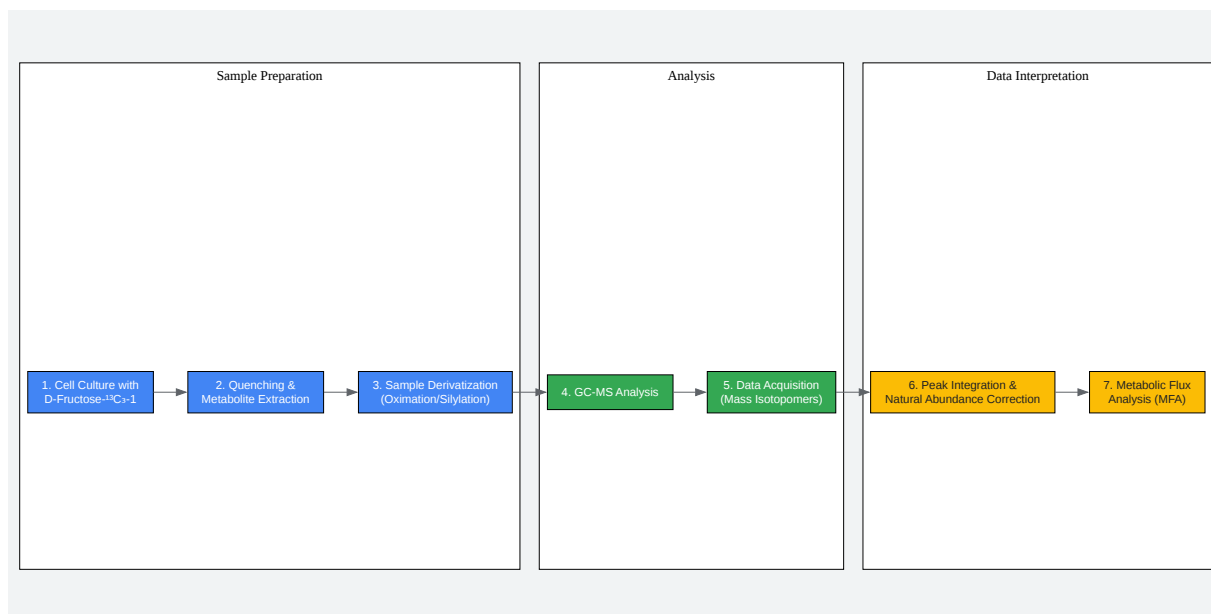 Sample Preparation
Analysis
Data Interpretation
1. Cell Culture with
D-Fructose-¹³C₃-1
2. Quenching &
Metabolite Extraction
3. Sample Derivatization
(Oximation/Silylation)
4. GC-MS Analysis
5. Data Acquisition
(Mass Isotopomers)
6. Peak Integration &
Natural Abundance Correction
7. Metabolic Flux
Analysis (MFA)